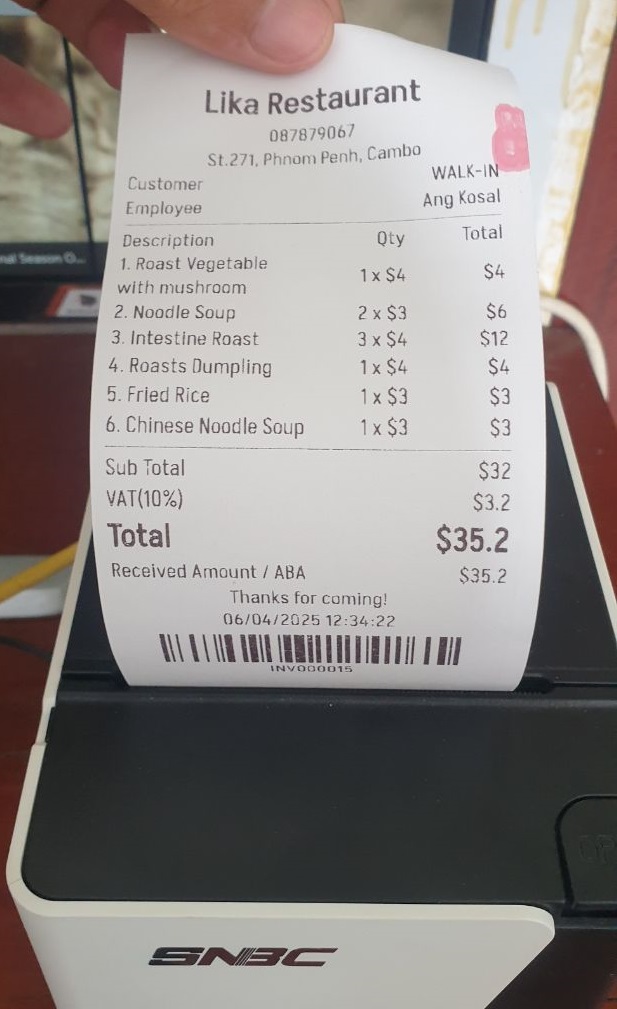 Lika Restaurant
087879067
St.271, Phnom Penh, Cambo
Customer WALK-IN
Employee Ang Kosal
Description Qty Total
1. Roast Vegetable with mushroom 1 x $4 $4
2. Noodle Soup 2 x $3 $6
3. Intestine Roast 3 x $4 $12
4. Roasts Dumpling 1 x $4 $4
5. Fried Rice 1 x $3 $3
6. Chinese Noodle Soup 1 x $3 $3
Sub Total $32
VAT(10%) $3.2
Total $35.2
Received Amount / ABA $35.2
Thanks for coming!
06/04/2025 12:34:22
INV000015
SNBC